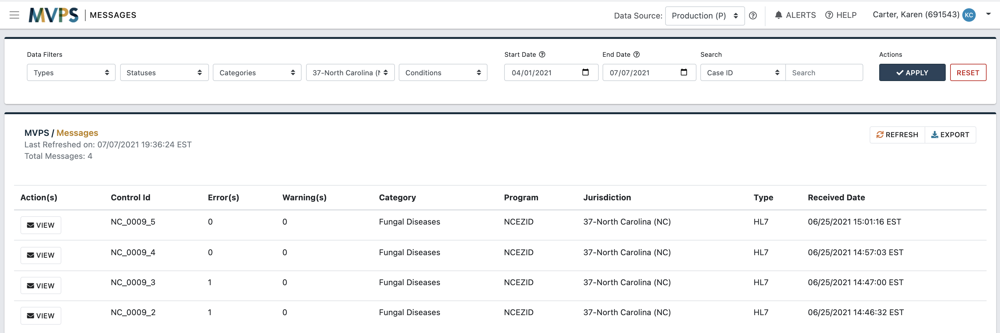 MVPS | MESSAGES Data Source: Production (P) ALERTS HELP Carter, Karen (691543) KC
Data Filters Start Date End Date Search Actions
Types Statuses Categories 37-North Carolina (N Conditions 04/01/2021 07/07/2021 Case ID Search APPLY RESET
MVPS / Messages REFRESH EXPORT
Last Refreshed on: 07/07/2021 19:36:24 EST
Total Messages: 4
Action(s) Control Id Error(s) Warning(s) Category Program Jurisdiction Type Received Date
VIEW NC_0009_5 0 0 Fungal Diseases NCEZID 37-North Carolina (NC) HL7 06/25/2021 15:01:16 EST
VIEW NC_0009_4 0 0 Fungal Diseases NCEZID 37-North Carolina (NC) HL7 06/25/2021 14:57:03 EST
VIEW NC_0009_3 1 0 Fungal Diseases NCEZID 37-North Carolina (NC) HL7 06/25/2021 14:47:00 EST
VIEW NC_0009_2 1 0 Fungal Diseases NCEZID 37-North Carolina (NC) HL7 06/25/2021 14:46:32 EST